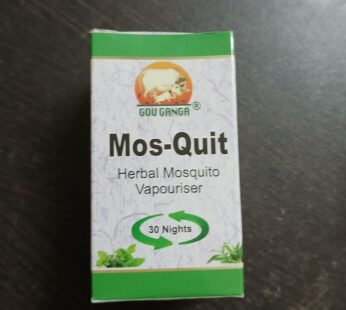 GOU GANGA ®
Mos-Quit
Herbal Mosquito
Vapouriser
30 Nights